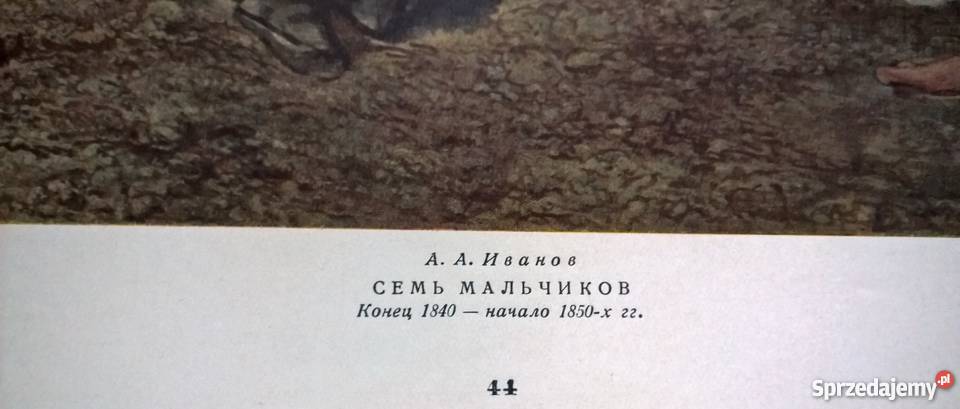 А. А. Иванов
СЕМЬ МАЛЬЧИКОВ
Конец 1840 — начало 1850-х гг.
44
Sprzedajemy.pl